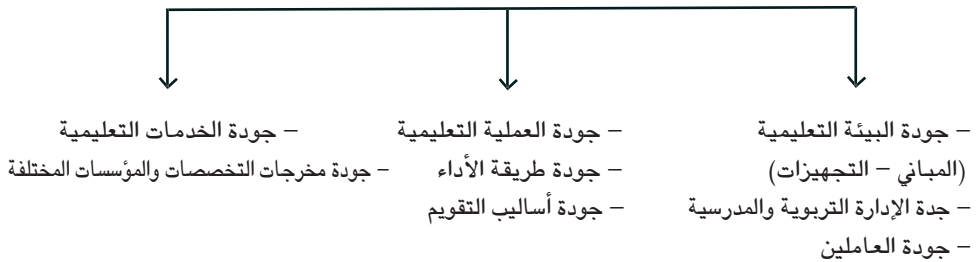 – جودة البيئة التعليمية
(المباني – التجهيزات)
– جدة الإدارة التربوية والمدرسية
– جودة العاملين
– جودة العملية التعليمية
– جودة طريقة الأداء
– جودة أساليب التقويم
– جودة الخدمات التعليمية
– جودة مخرجات التخصصات والمؤسسات المختلفة